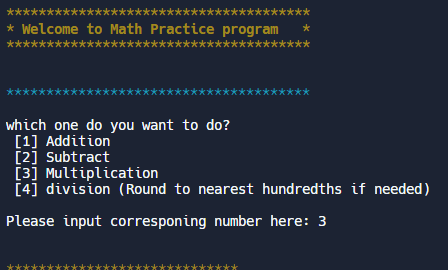 **************************************
* Welcome to Math Practice program   *
**************************************
**************************************
which one do you want to do?
[1] Addition
[2] Subtract
[3] Multiplication
[4] division (Round to nearest hundredths if needed)
Please input corresponing number here: 3
*****************************